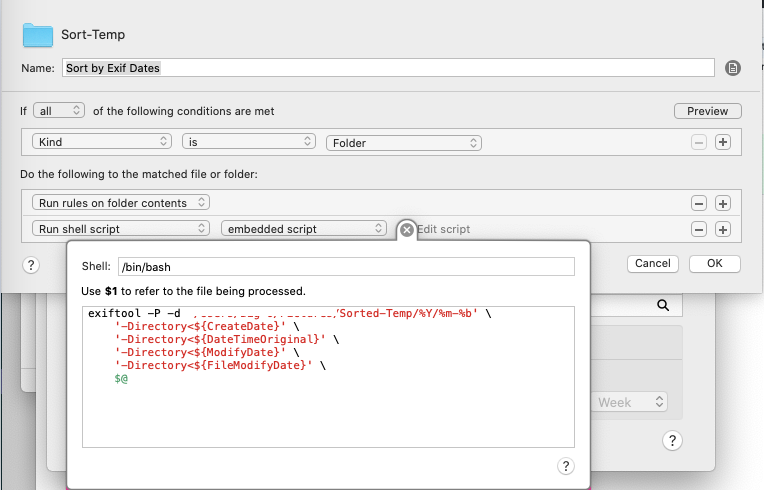 Sort-Temp
Name: Sort by Exif Dates
If all of the following conditions are met Preview
Kind is Folder
Do the following to the matched file or folder:
Run rules on folder contents
Run shell script embedded script Edit script
? Cancel OK
Shell: /bin/bash
Use $1 to refer to the file being processed.
exiftool -P -d /Sorted-Temp/%Y/%m-%b' \
'-Directory<${CreateDate}' \
'-Directory<${DateTimeOriginal}' \
'-Directory<${ModifyDate}' \
'-Directory<${FileModifyDate}' \
$@
Week
?
?